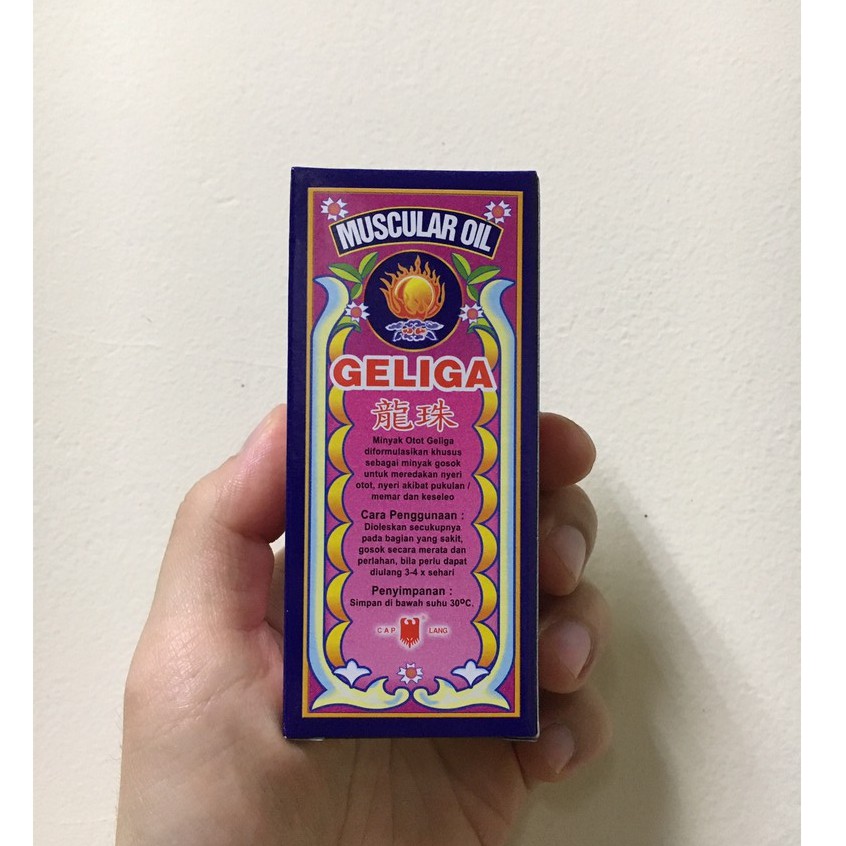 MUSCULAR OIL
GELIGA
龍珠
Minyak Otot Geliga
diformulasikan khusus
sebagai minyak gosok
untuk meredakan nyeri
otot, nyeri akibat pukulan /
memar dan keseleo
Cara Penggunaan :
Dioleskan secukupnya
pada bagian yang sakit,
gosok secara merata dan
perlahan, bila perlu dapat
diulang 3-4 x sehari
Penyimpanan :
Simpan di bawah suhu 30ºC.
CAP LANG